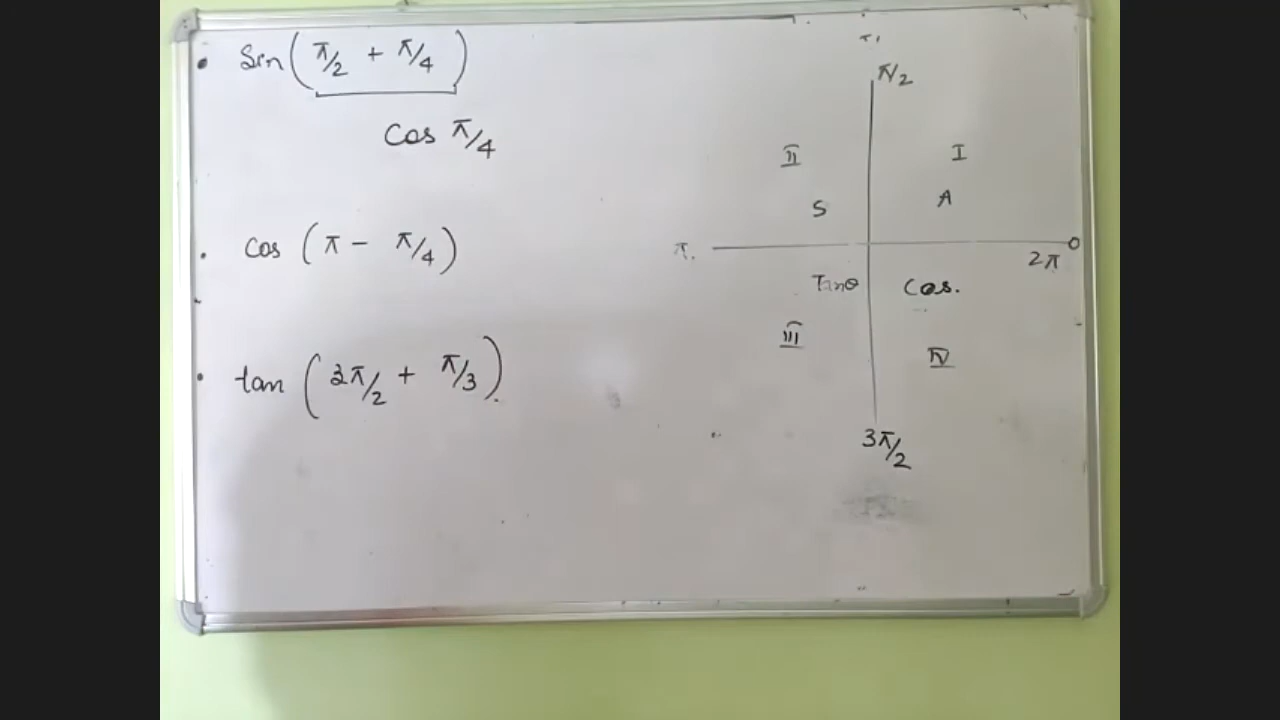 • Sin ( π/2 + π/4 )
Cos π/4
• Cos ( π − π/4 )
• tan ( 3π/2 + π/3 ).
π/2
II
I
S
A
π.
0
2π
Tanθ
Cos.
III
IV
3π/2